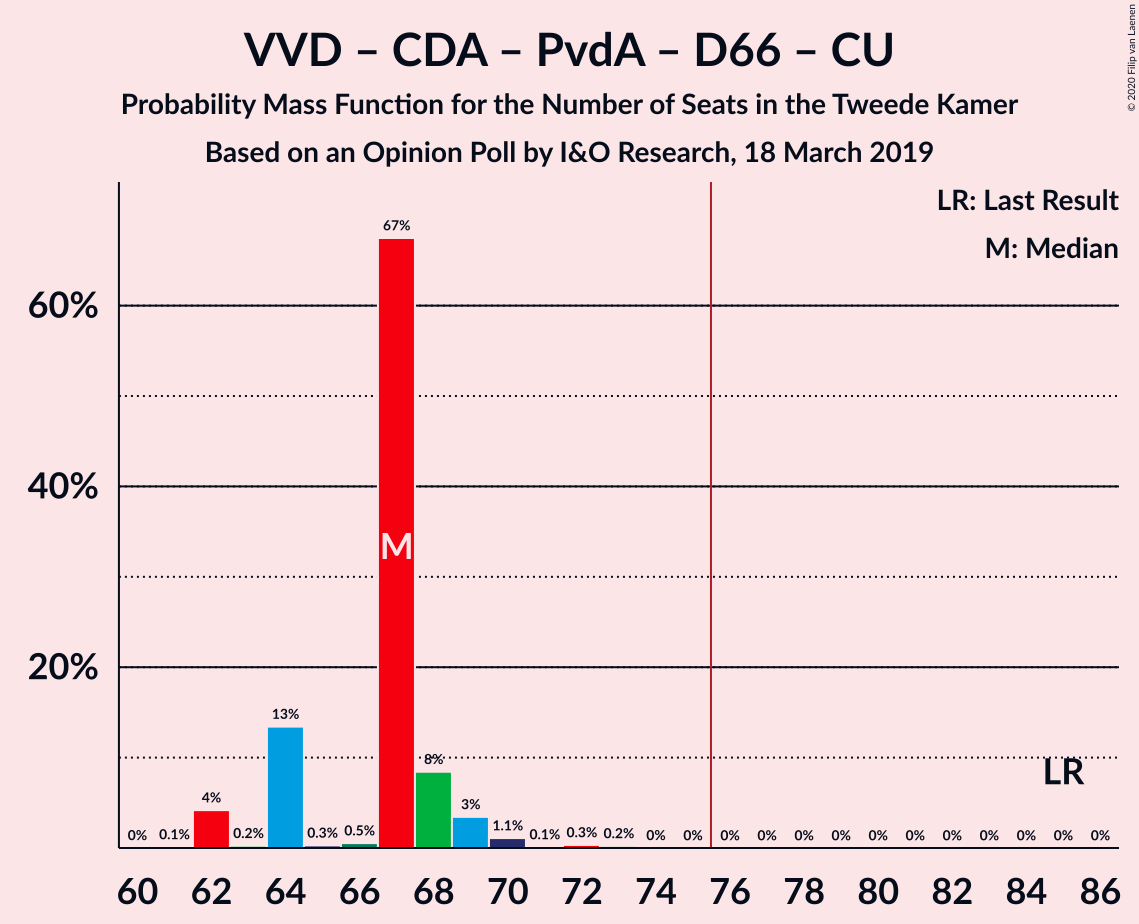 VVD – CDA – PvdA – D66 – CU
Probability Mass Function for the Number of Seats in the Tweede Kamer
Based on an Opinion Poll by I&O Research, 18 March 2019
© 2020 Filip van Laenen
LR: Last Result
M: Median
67%
60%
40%
M
20%
13%
8%
LR
4%
3%
0% 0.1% 0.2% 0.3% 0.5% 1.1% 0.1% 0.3% 0.2% 0% 0% 0% 0% 0% 0% 0% 0% 0% 0% 0% 0% 0%
60 62 64 66 68 70 72 74 76 78 80 82 84 86